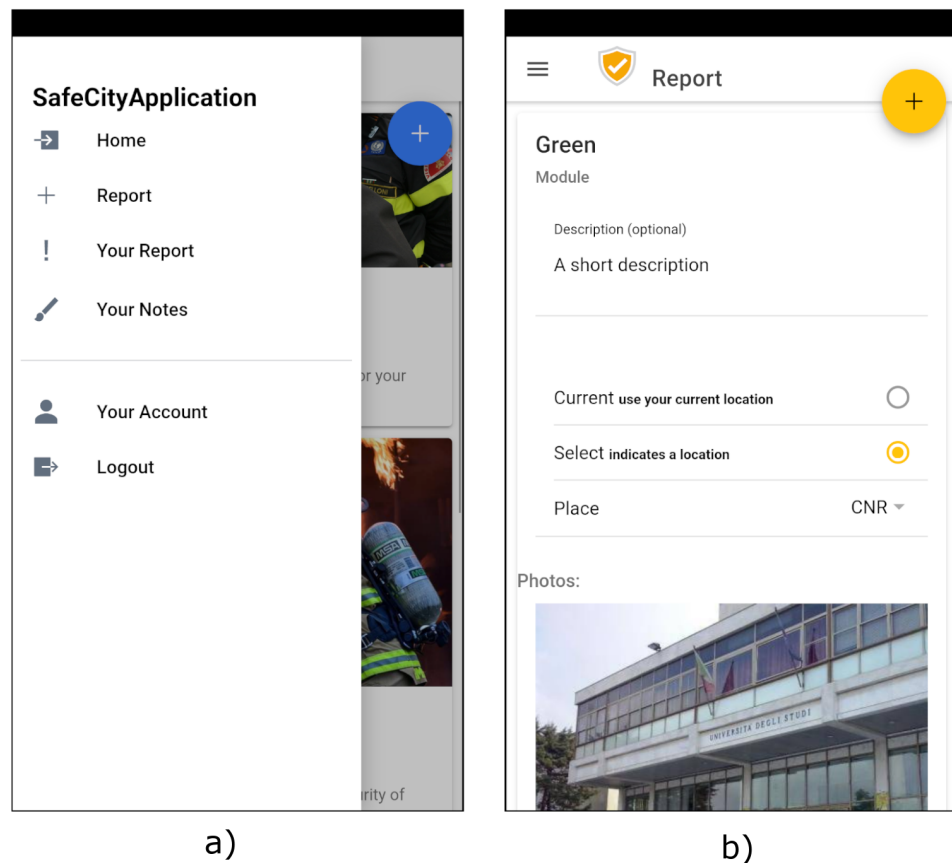 SafeCityApplication
Home
Report
Your Report
Your Notes
Your Account
Logout
or your
rity of
MSA
a)
Report
Green
Module
Description (optional)
A short description
Current use your current location
Select indicates a location
Place CNR
Photos:
UNIVERSITA DEGLI STUDI
b)